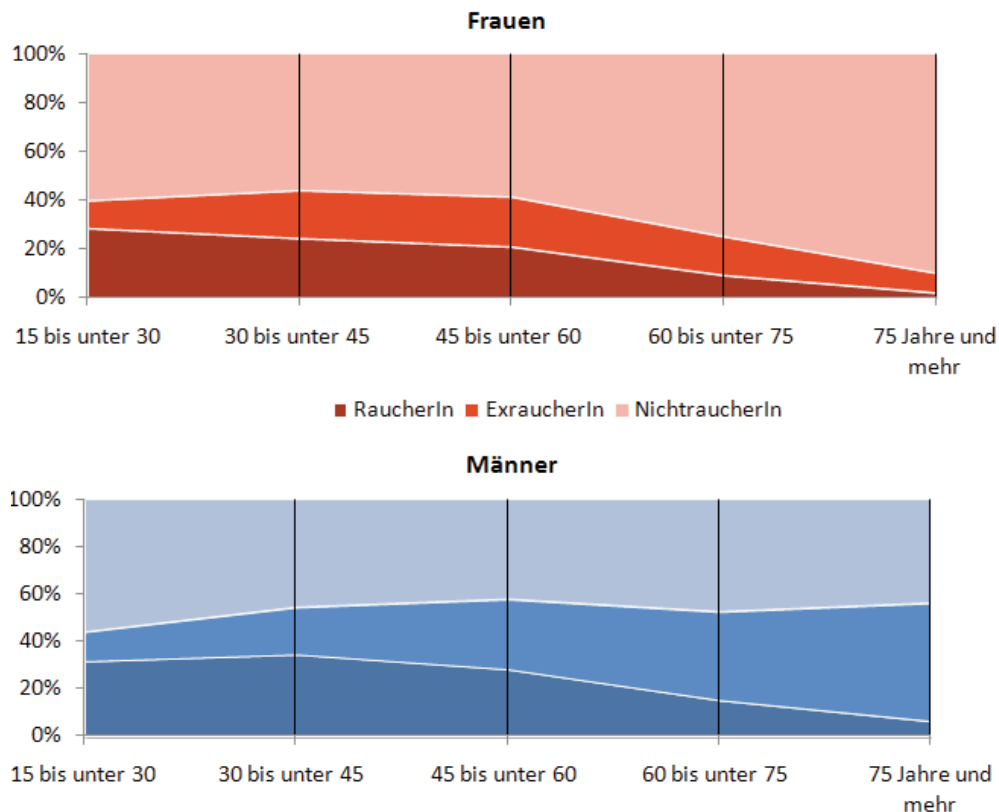 Frauen
100%
80%
60%
40%
20%
0%
15 bis unter 30 30 bis unter 45 45 bis unter 60 60 bis unter 75 75 Jahre und
mehr
RaucherIn ExraucherIn NichtraucherIn
Männer
100%
80%
60%
40%
20%
0%
15 bis unter 30 30 bis unter 45 45 bis unter 60 60 bis unter 75 75 Jahre und
mehr